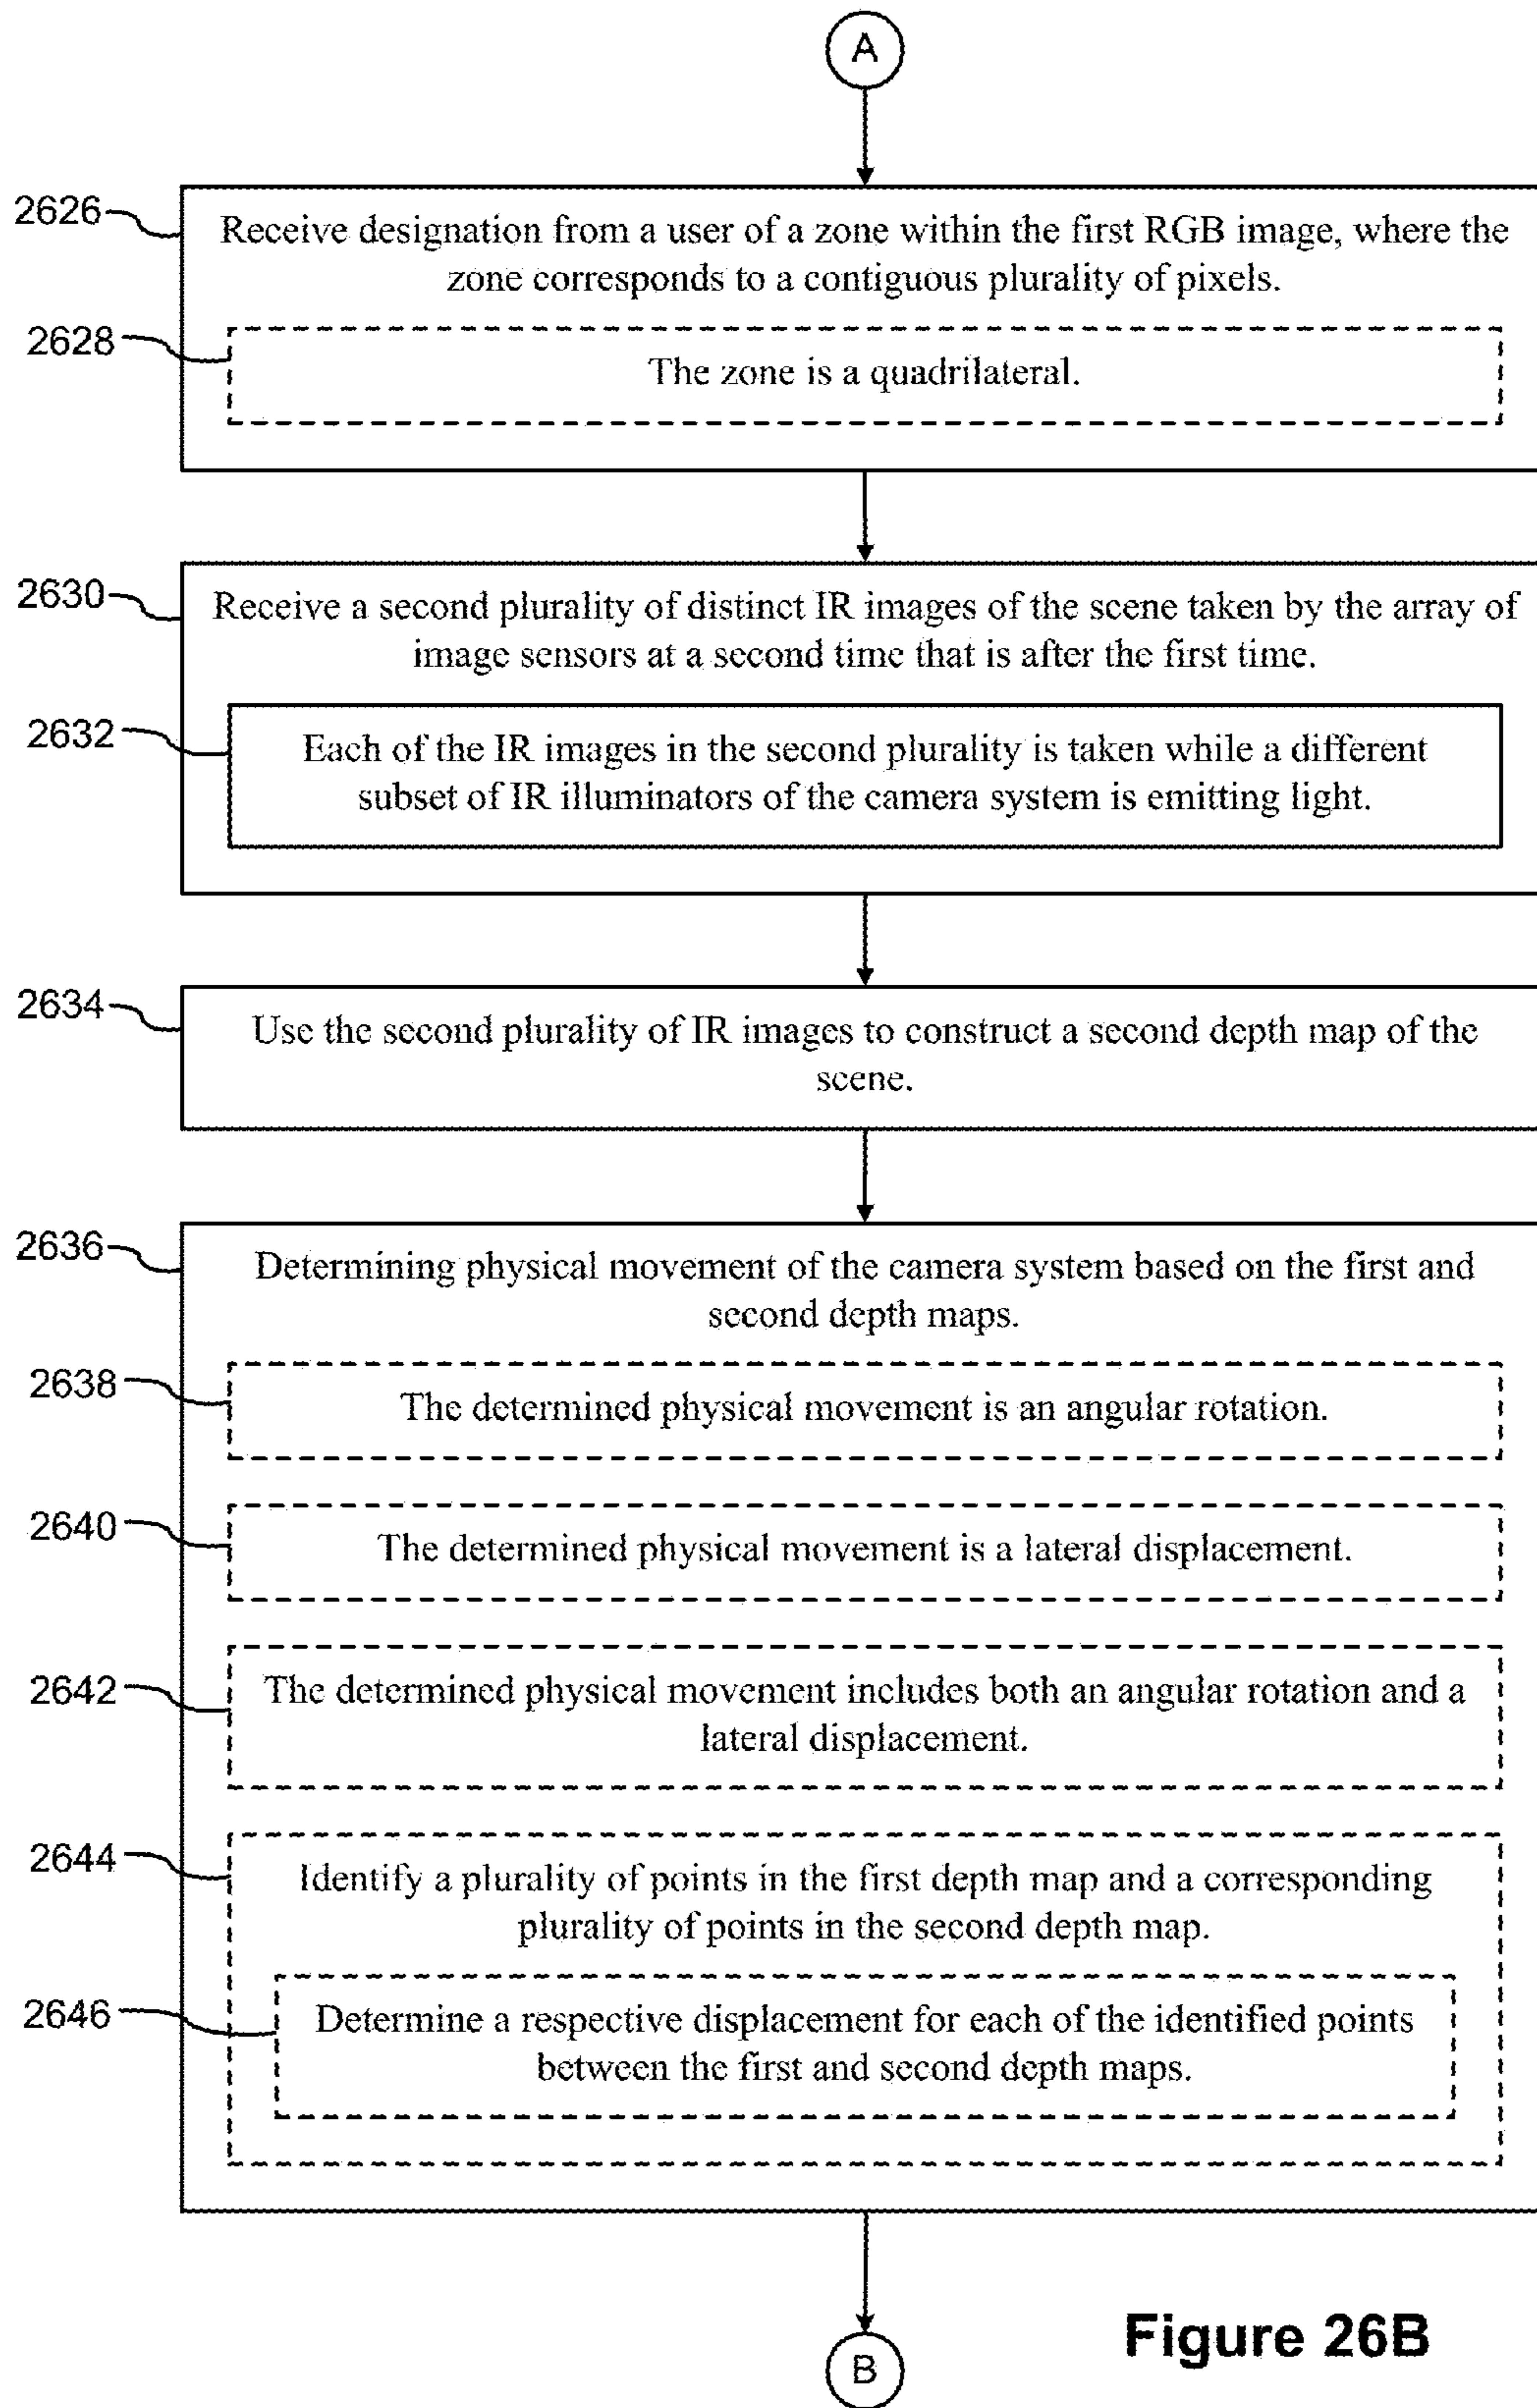 A
2626
Receive designation from a user of a zone within the first RGB image, where the
zone corresponds to a contiguous plurality of pixels.
2628
The zone is a quadrilateral.
2630
Receive a second plurality of distinct IR images of the scene taken by the array of
image sensors at a second time that is after the first time.
2632
Each of the IR images in the second plurality is taken while a different
subset of IR illuminators of the camera system is emitting light.
2634
Use the second plurality of IR images to construct a second depth map of the
scene.
2636
Determining physical movement of the camera system based on the first and
second depth maps.
2638
The determined physical movement is an angular rotation.
2640
The determined physical movement is a lateral displacement.
2642
The determined physical movement includes both an angular rotation and a
lateral displacement.
2644
Identify a plurality of points in the first depth map and a corresponding
plurality of points in the second depth map.
2646
Determine a respective displacement for each of the identified points
between the first and second depth maps.
B
Figure 26B